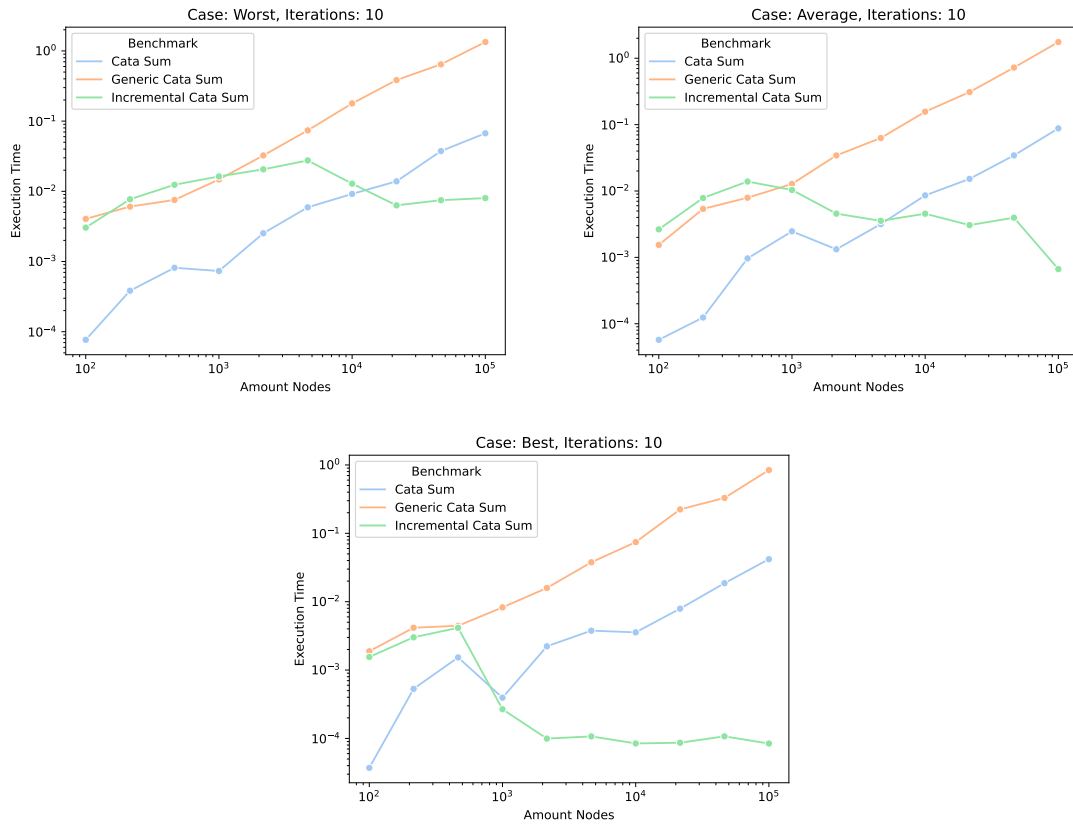 Case: Worst, Iterations: 10
Benchmark
Cata Sum
Generic Cata Sum
Incremental Cata Sum
Execution Time
10⁰
10⁻¹
10⁻²
10⁻³
10⁻⁴
10² 10³ 10⁴ 10⁵
Amount Nodes
Case: Average, Iterations: 10
Benchmark
Cata Sum
Generic Cata Sum
Incremental Cata Sum
Execution Time
10⁰
10⁻¹
10⁻²
10⁻³
10⁻⁴
10² 10³ 10⁴ 10⁵
Amount Nodes
Case: Best, Iterations: 10
Benchmark
Cata Sum
Generic Cata Sum
Incremental Cata Sum
Execution Time
10⁰
10⁻¹
10⁻²
10⁻³
10⁻⁴
10² 10³ 10⁴ 10⁵
Amount Nodes